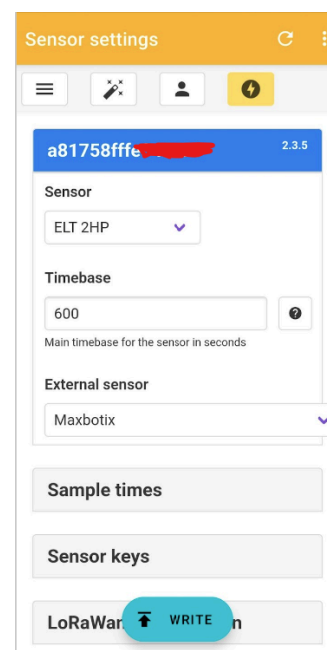 Sensor settings
a81758fffe
2.3.5
Sensor
ELT 2HP
Timebase
600
Main timebase for the sensor in seconds
External sensor
Maxbotix
Sample times
Sensor keys
LoRaWan
WRITE